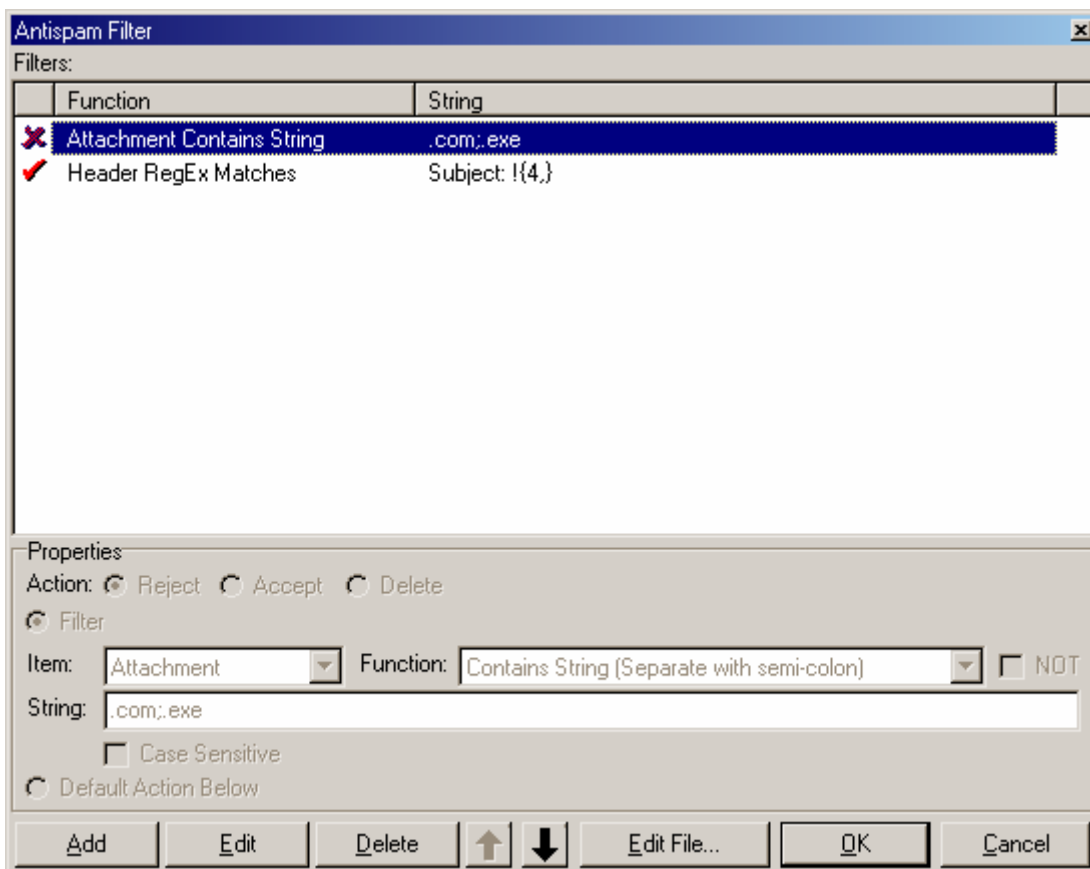 Antispam Filter
Filters:
Function String
Attachment Contains String .com;.exe
Header RegEx Matches Subject: !{4,}
Properties
Action: Reject Accept Delete
Filter
Item: Attachment Function: Contains String (Separate with semi-colon) NOT
String: .com;.exe
Case Sensitive
Default Action Below
Add Edit Delete Edit File... OK Cancel